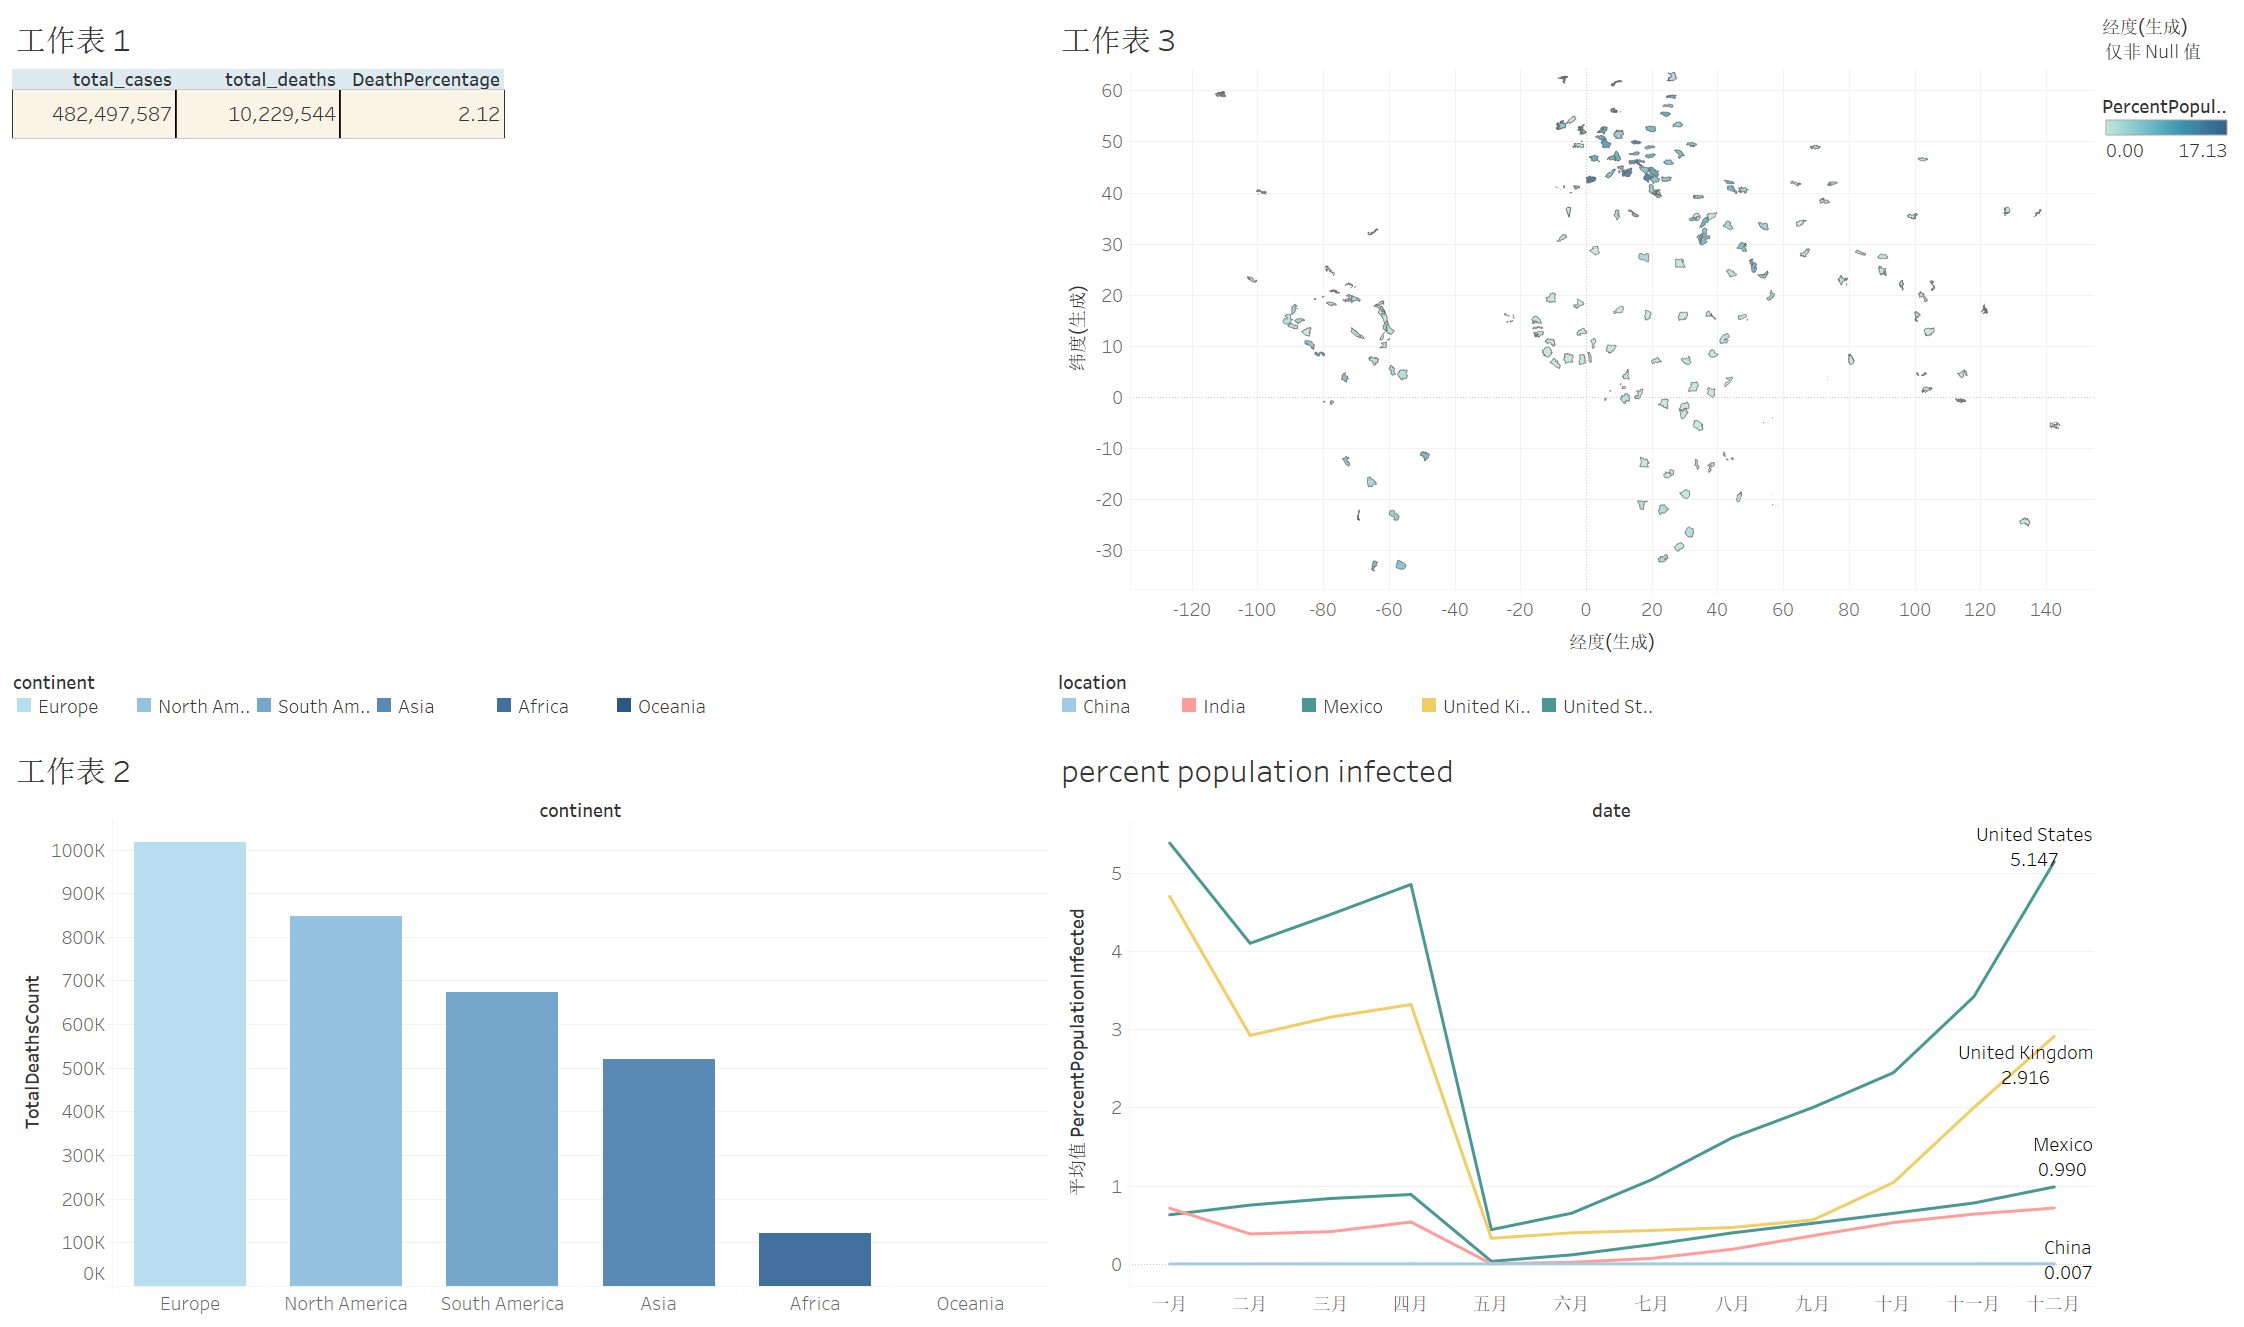 工作表 1
total_cases total_deaths DeathPercentage
482,497,587 10,229,544 2.12
工作表 3
60
50
40
30
20
10
0
-10
-20
-30
纬度(生成)
-120 -100 -80 -60 -40 -20 0 20 40 60 80 100 120 140
经度(生成)
经度(生成)
仅非 Null 值
PercentPopul..
0.00 17.13
continent
Europe North Am.. South Am.. Asia Africa Oceania
工作表 2
continent
TotalDeathsCount
1000K
900K
800K
700K
600K
500K
400K
300K
200K
100K
0K
Europe North America South America Asia Africa Oceania
location
China India Mexico United Ki.. United St..
percent population infected
date
平均值 PercentPopulationInfected
5
4
3
2
1
0
United States
5.147
United Kingdom
2.916
Mexico
0.990
China
0.007
一月 二月 三月 四月 五月 六月 七月 八月 九月 十月 十一月 十二月